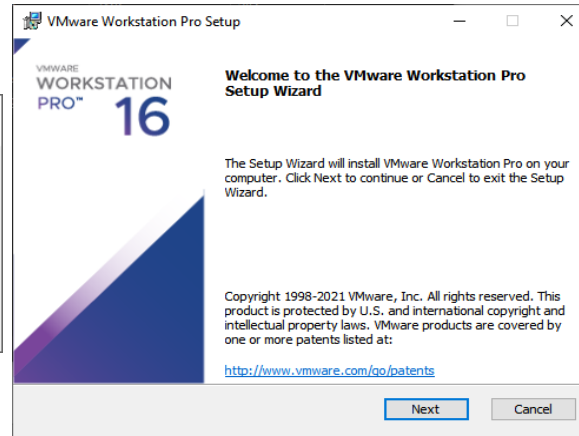 VMware Workstation Pro Setup
VMWARE
WORKSTATION
PRO™ 16
Welcome to the VMware Workstation Pro
Setup Wizard
The Setup Wizard will install VMware Workstation Pro on your
computer. Click Next to continue or Cancel to exit the Setup
Wizard.
Copyright 1998-2021 VMware, Inc. All rights reserved. This
product is protected by U.S. and international copyright and
intellectual property laws. VMware products are covered by
one or more patents listed at:
http://www.vmware.com/go/patents
Next
Cancel